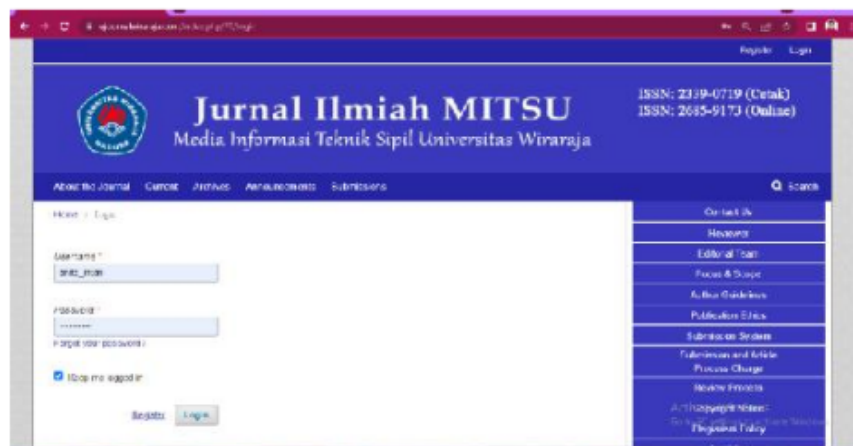 Register Login
Jurnal Ilmiah MITSU
Media Informasi Teknik Sipil Universitas Wiraraja
ISSN: 2339-0719 (Cetak)
ISSN: 2685-9173 (Online)
About the Journal Current Archives Announcements Submissions
Search
Home / Login
Username *
Password *
Forgot your password?
Keep me logged in
Register Login
Contact Us
Reviewer
Editorial Team
Focus & Scope
Author Guidelines
Publication Ethics
Submission System
Submission and Article
Process Charge
Review Process
Copyright Notice
Plagiarism Policy